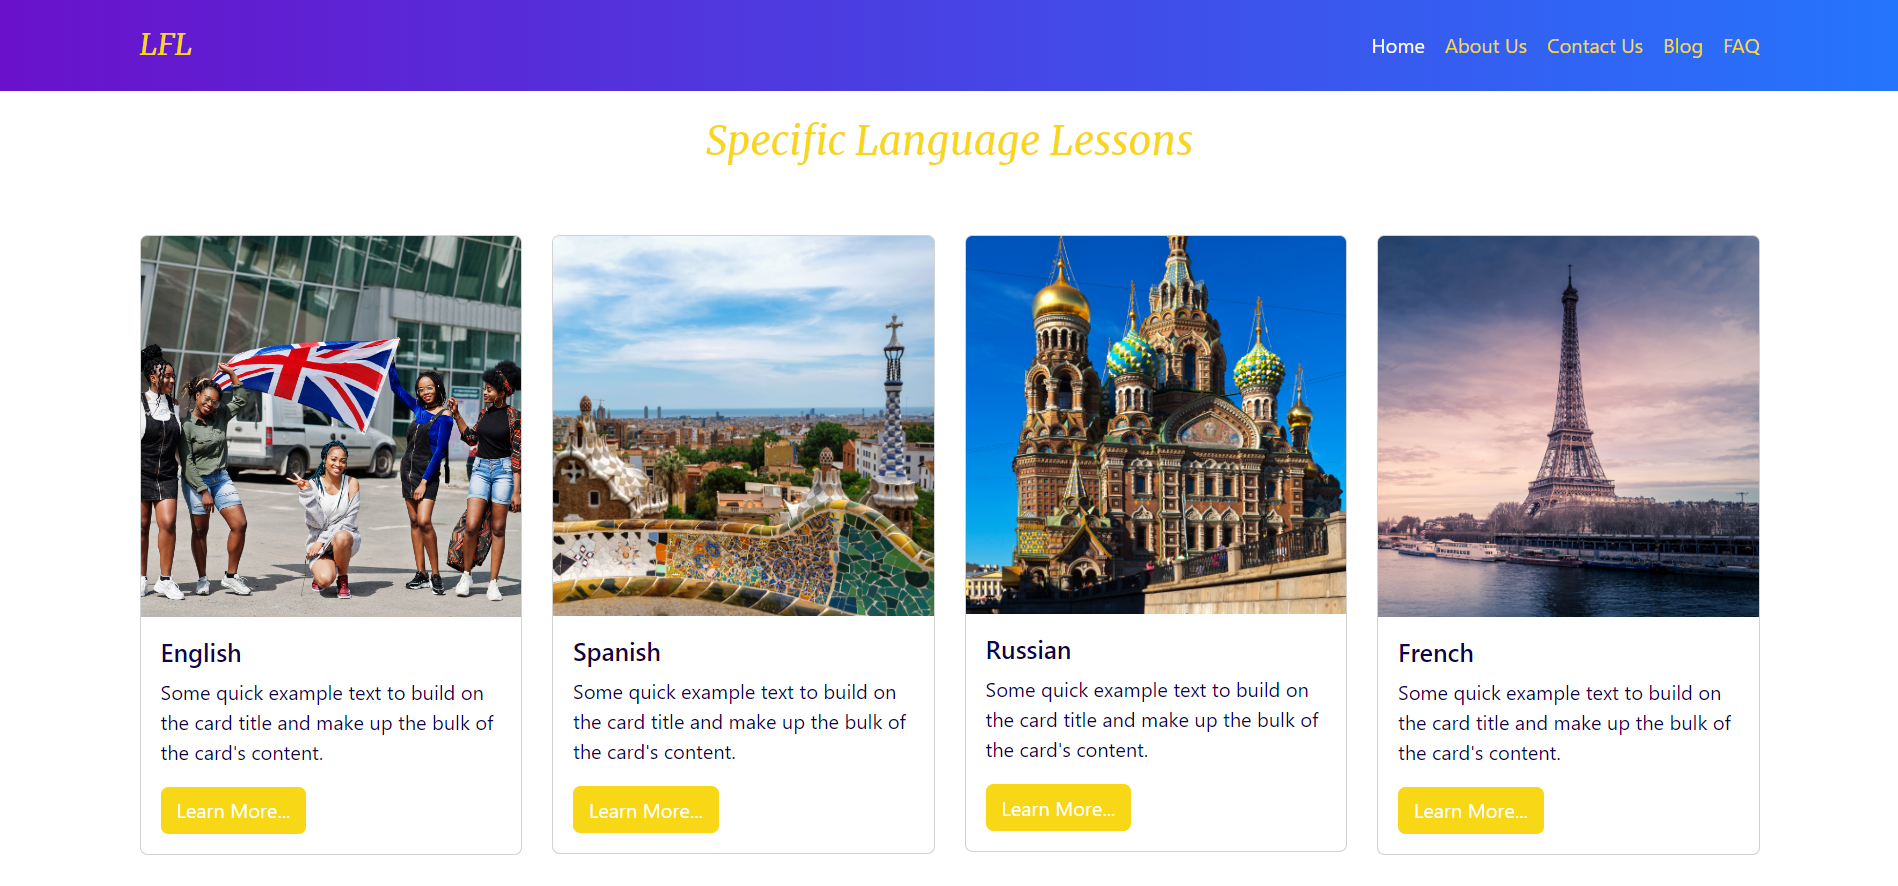 LFL
Home About Us Contact Us Blog FAQ
Specific Language Lessons
English
Some quick example text to build on
the card title and make up the bulk of
the card's content.
Learn More...
Spanish
Some quick example text to build on
the card title and make up the bulk of
the card's content.
Learn More...
Russian
Some quick example text to build on
the card title and make up the bulk of
the card's content.
Learn More...
French
Some quick example text to build on
the card title and make up the bulk of
the card's content.
Learn More...